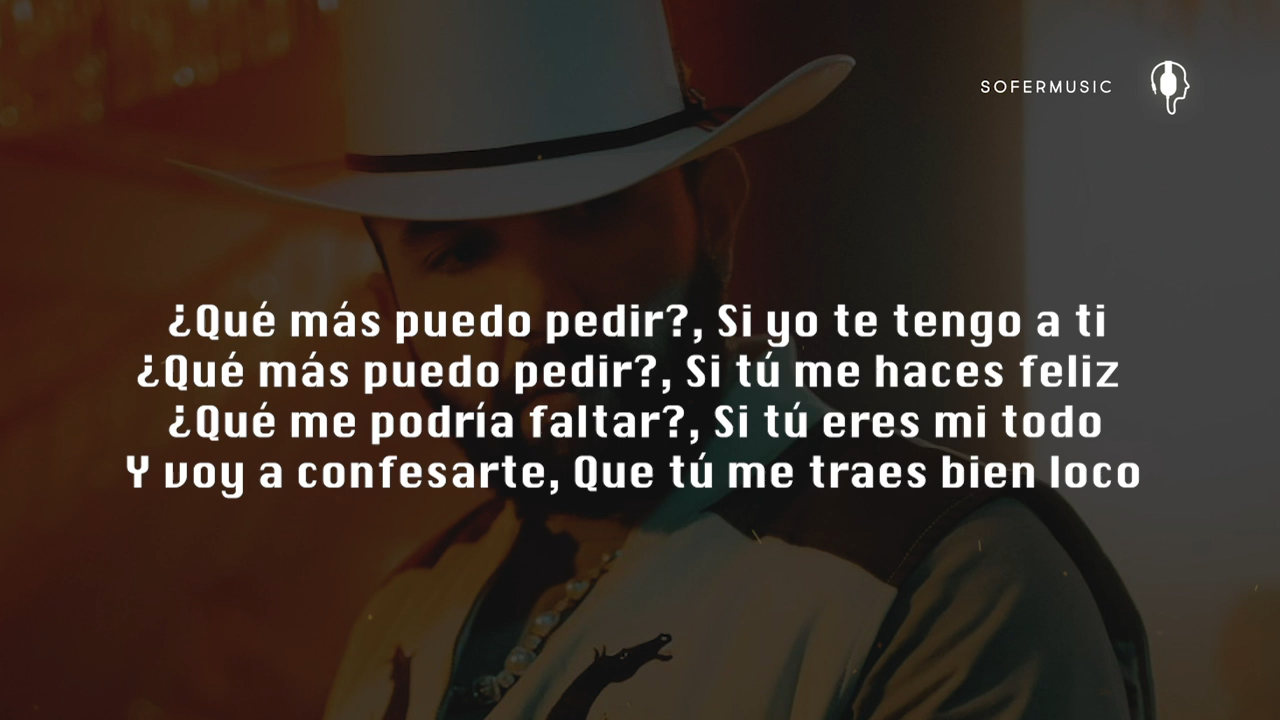 SOFERMUSIC
¿Qué más puedo pedir?, Si yo te tengo a ti
¿Qué más puedo pedir?, Si tú me haces feliz
¿Qué me podría faltar?, Si tú eres mi todo
Y voy a confesarte, Que tú me traes bien loco